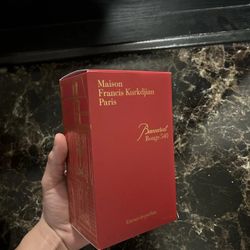 Maison
Francis Kurkdjian
Paris
Baccarat
Rouge 540
Extrait de parfum